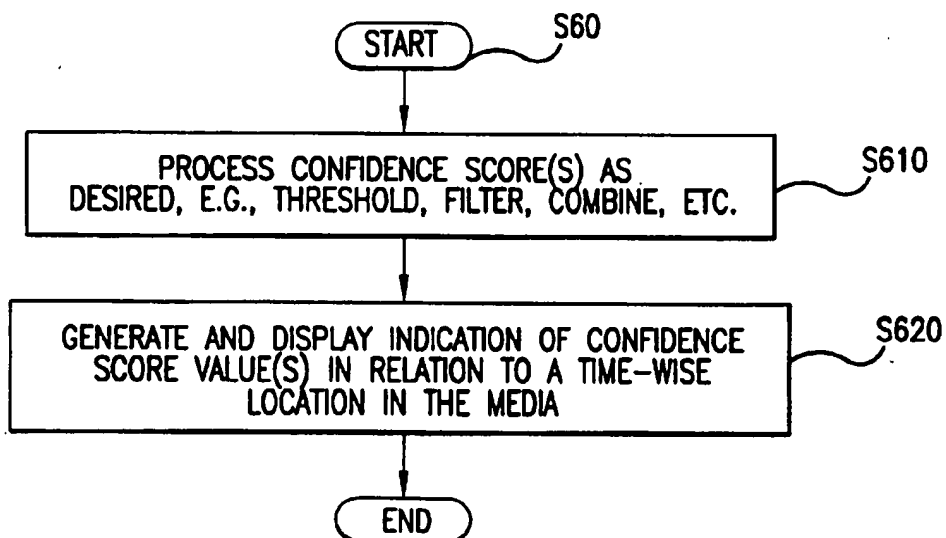 START
S60
PROCESS CONFIDENCE SCORE(S) AS
DESIRED, E.G., THRESHOLD, FILTER, COMBINE, ETC.
S610
GENERATE AND DISPLAY INDICATION OF CONFIDENCE
SCORE VALUE(S) IN RELATION TO A TIME-WISE
LOCATION IN THE MEDIA
S620
END